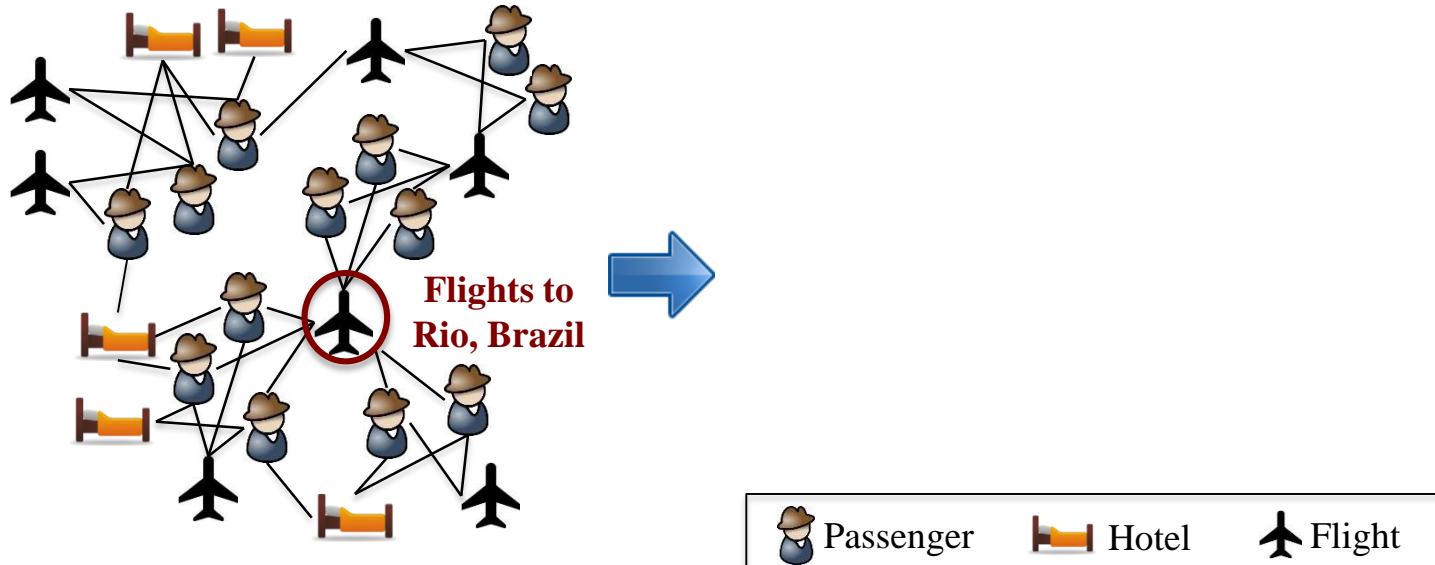 Flights to
Rio, Brazil
Passenger
Hotel
Flight